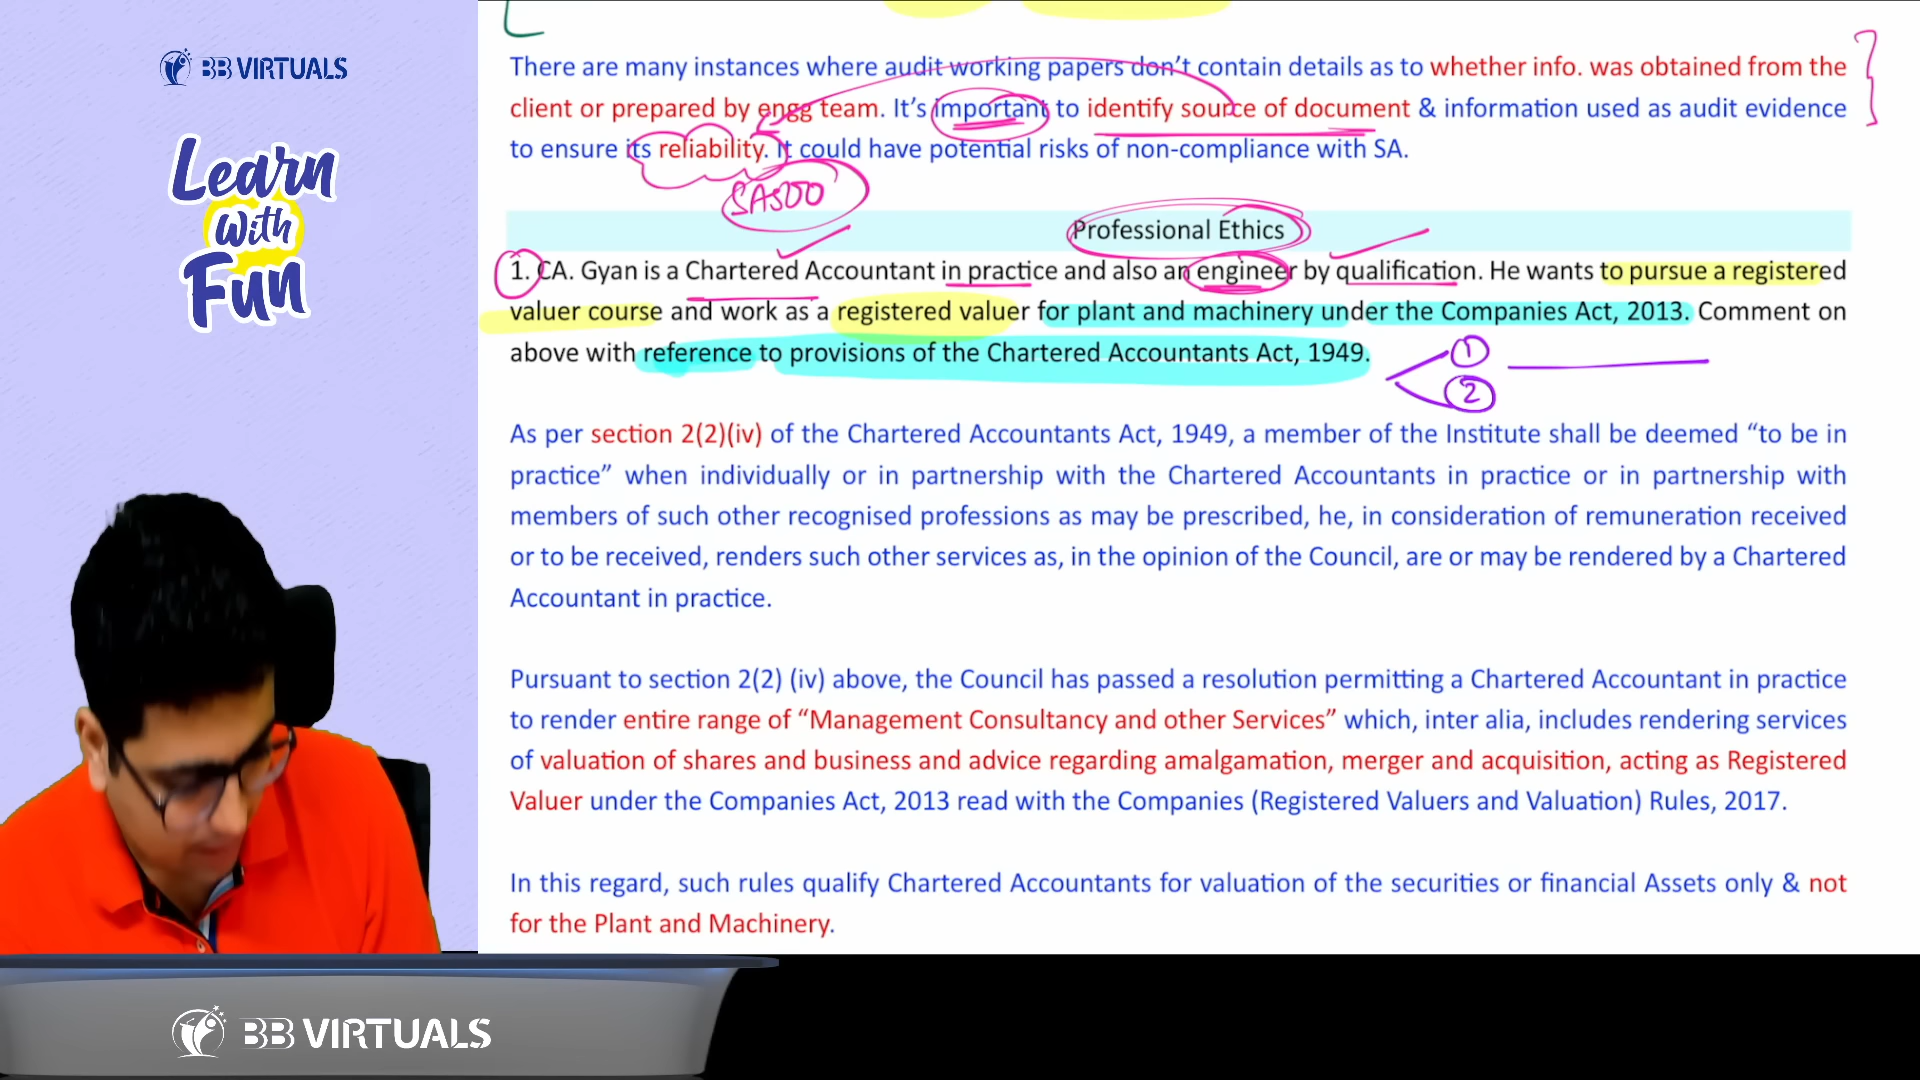 BB VIRTUALS
Learn
With
Fun
There are many instances where audit working papers don't contain details as to whether info. was obtained from the
client or prepared by engg team. It's important to identify source of document & information used as audit evidence
to ensure its reliability. It could have potential risks of non-compliance with SA.
SA500
Professional Ethics
1. CA. Gyan is a Chartered Accountant in practice and also an engineer by qualification. He wants to pursue a registered
valuer course and work as a registered valuer for plant and machinery under the Companies Act, 2013. Comment on
above with reference to provisions of the Chartered Accountants Act, 1949.
1
2
As per section 2(2)(iv) of the Chartered Accountants Act, 1949, a member of the Institute shall be deemed “to be in
practice” when individually or in partnership with the Chartered Accountants in practice or in partnership with
members of such other recognised professions as may be prescribed, he, in consideration of remuneration received
or to be received, renders such other services as, in the opinion of the Council, are or may be rendered by a Chartered
Accountant in practice.
Pursuant to section 2(2) (iv) above, the Council has passed a resolution permitting a Chartered Accountant in practice
to render entire range of “Management Consultancy and other Services” which, inter alia, includes rendering services
of valuation of shares and business and advice regarding amalgamation, merger and acquisition, acting as Registered
Valuer under the Companies Act, 2013 read with the Companies (Registered Valuers and Valuation) Rules, 2017.
In this regard, such rules qualify Chartered Accountants for valuation of the securities or financial Assets only & not
for the Plant and Machinery.
BB VIRTUALS